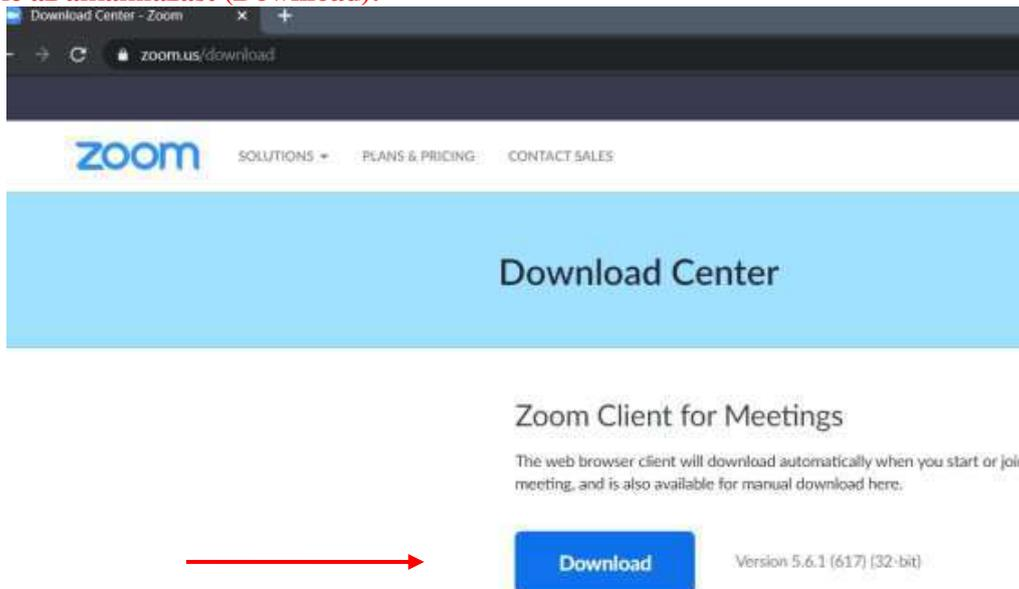 (Download).
Download Center - Zoom
zoom.us/download
zoom SOLUTIONS PLANS & PRICING CONTACT SALES
Download Center
Zoom Client for Meetings
The web browser client will download automatically when you start or
meeting, and is also available for manual download here.
Download Version 5.6.1 (617) (32-bit)